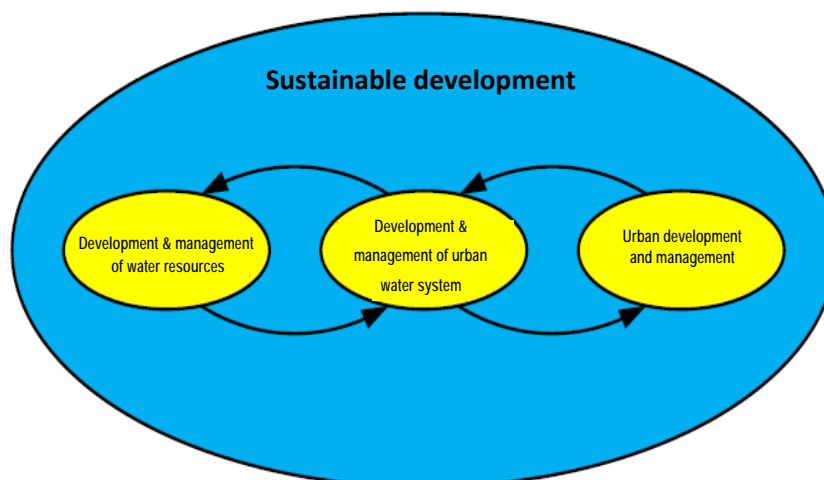 Sustainable development
Development & management
of water resources
Development &
management of urban
water system
Urban development
and management